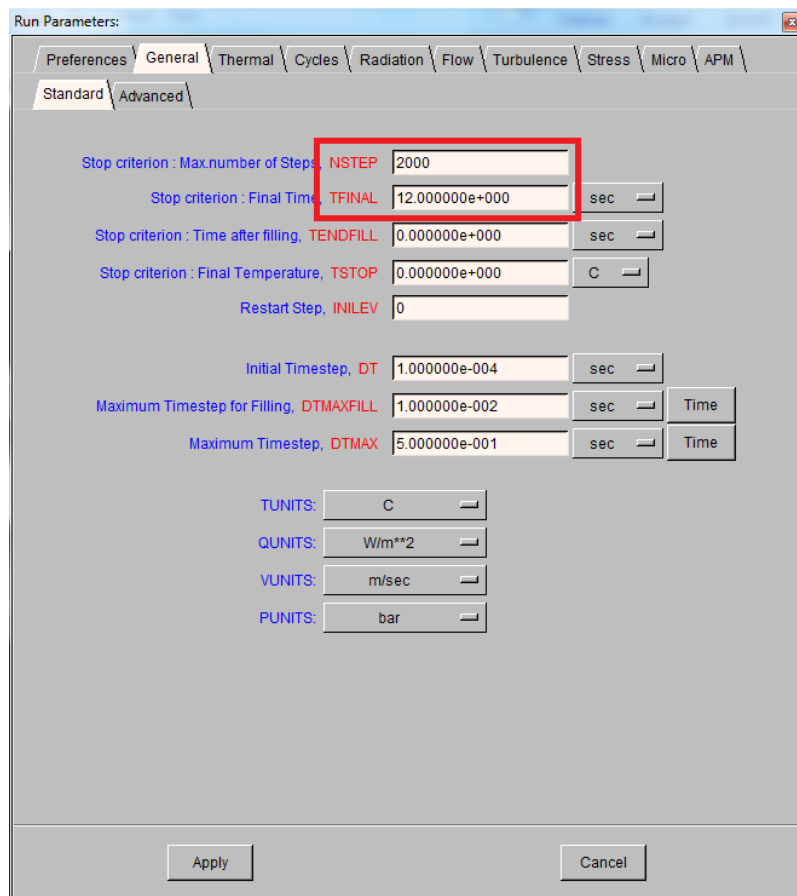 Run Parameters:
Preferences General Thermal Cycles Radiation Flow Turbulence Stress Micro APM
Standard Advanced
Stop criterion : Max.number of Steps, NSTEP 2000
Stop criterion : Final Time, TFINAL 12.000000e+000 sec
Stop criterion : Time after filling, TENDFILL 0.000000e+000 sec
Stop criterion : Final Temperature, TSTOP 0.000000e+000 C
Restart Step, INILEV 0
Initial Timestep, DT 1.000000e-004 sec
Maximum Timestep for Filling, DTMAXFILL 1.000000e-002 sec Time
Maximum Timestep, DTMAX 5.000000e-001 sec Time
TUNITS: C
QUNITS: W/m**2
VUNITS: m/sec
PUNITS: bar
Apply Cancel